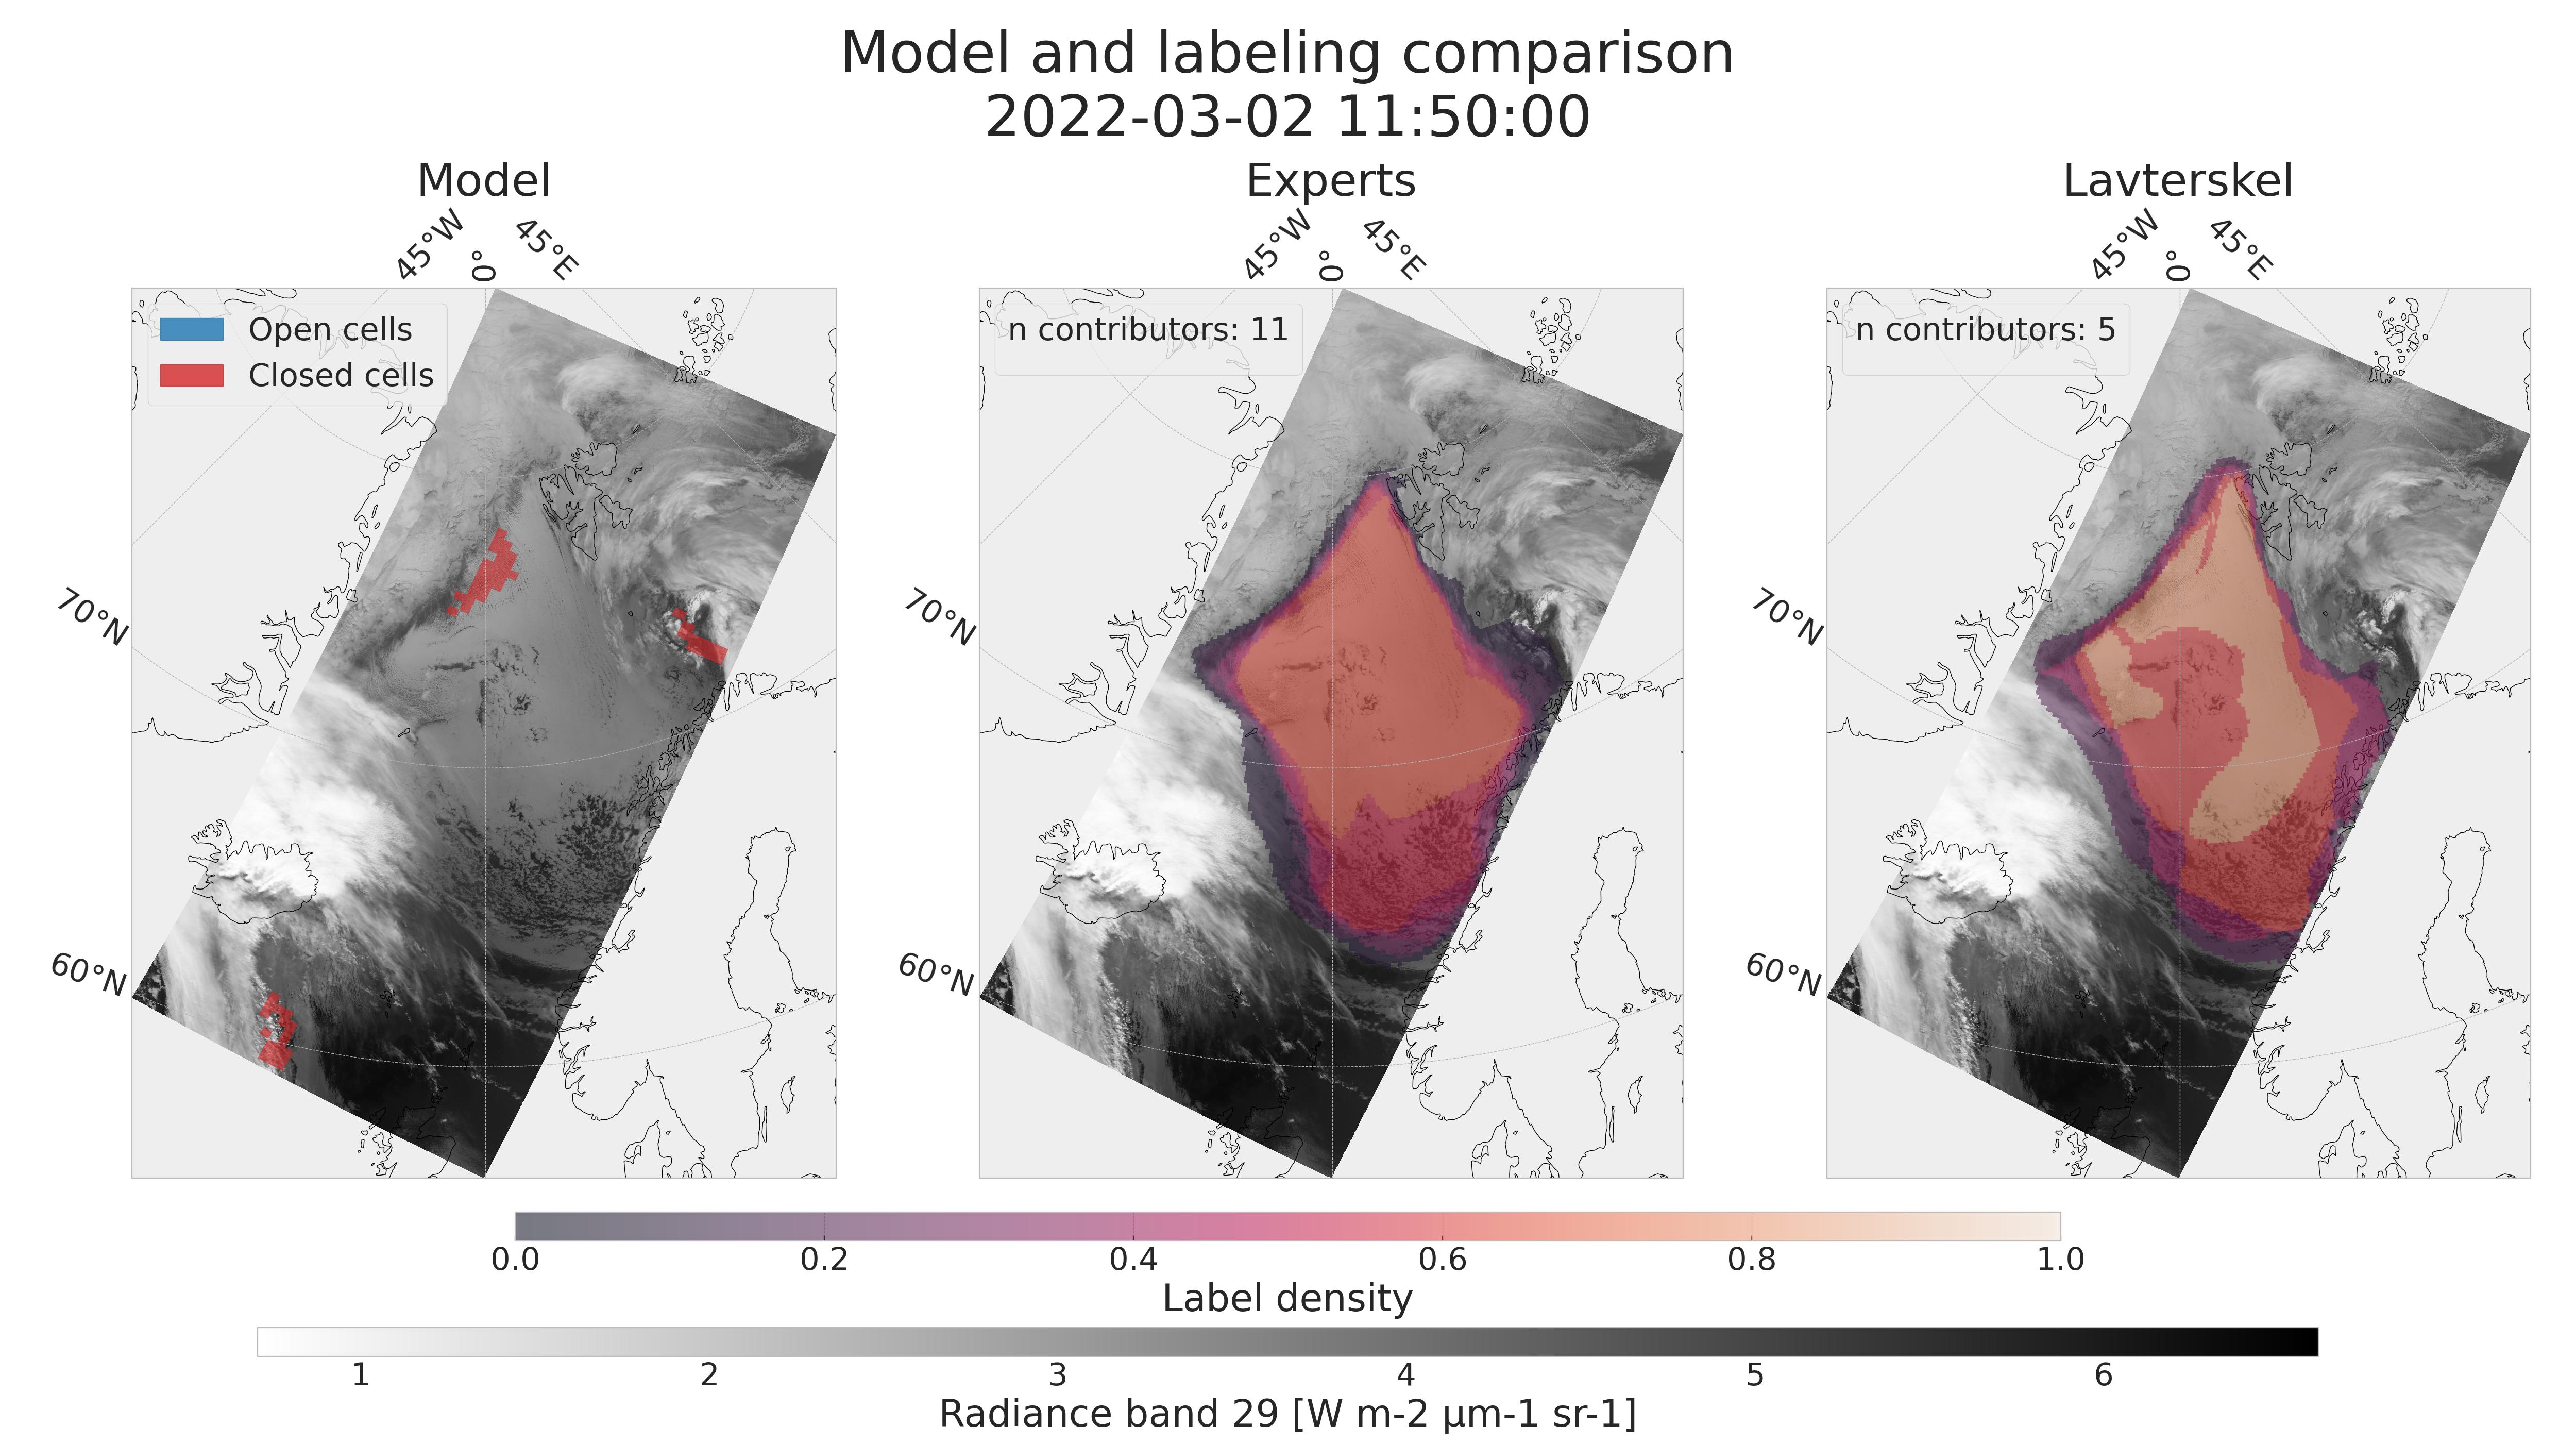 Model and labeling comparison
2022-03-02 11:50:00
Model
Experts
Lavterskel
45°W
0°
45°E
45°W
0°
45°E
45°W
0°
45°E
Open cells
Closed cells
n contributors: 11
n contributors: 5
70°N
70°N
70°N
60°N
60°N
60°N
0.0 0.2 0.4 0.6 0.8 1.0
Label density
1 2 3 4 5 6
Radiance band 29 [W m-2 µm-1 sr-1]